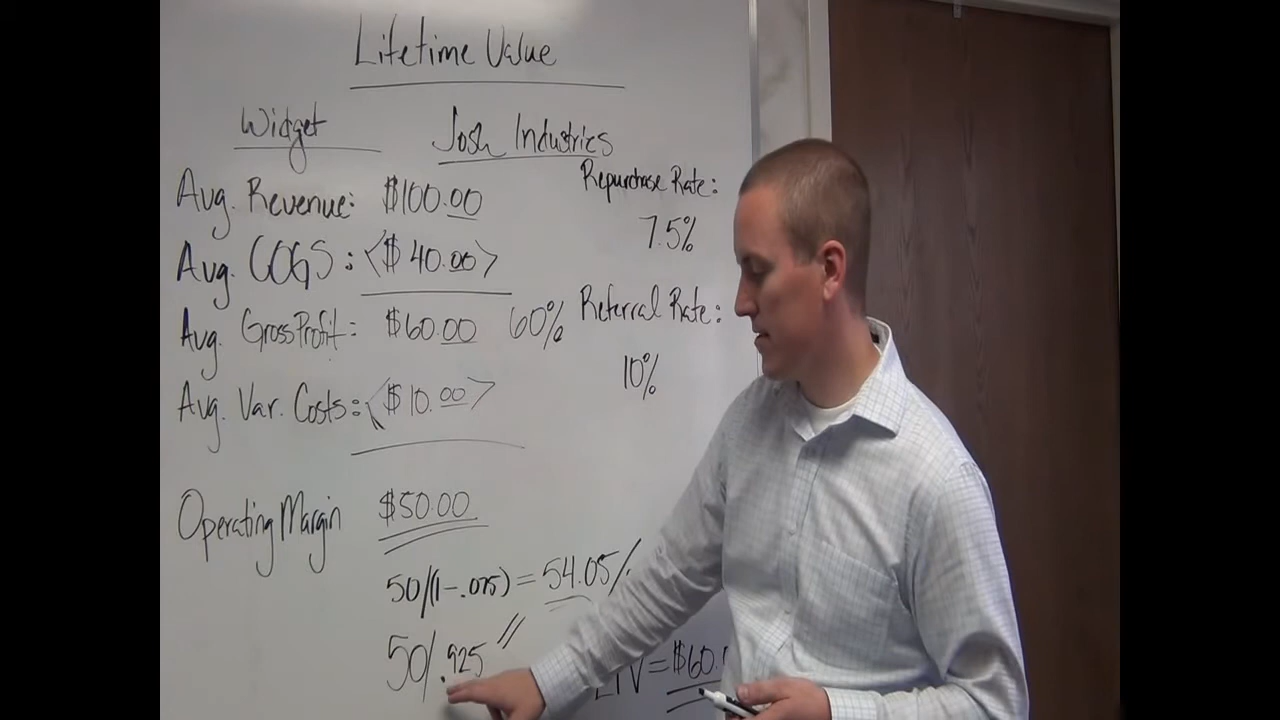 Lifetime Value
Widget
Josh Industries
Avg. Revenue: $100.00
Avg. COGS: <$40.00>
Avg. Gross Profit: $60.00 60%
Avg. Var. Costs: <$10.00>
Operating Margin $50.00
50/(1-.075) = 54.05/.
50/.925
LTV = $60.
Repurchase Rate:
7.5%
Referral Rate:
10%